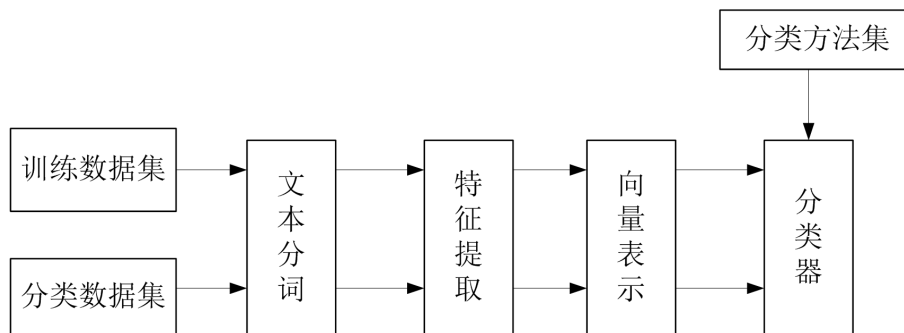 分类方法集
训练数据集
分类数据集
文本分词
特征提取
向量表示
分类器